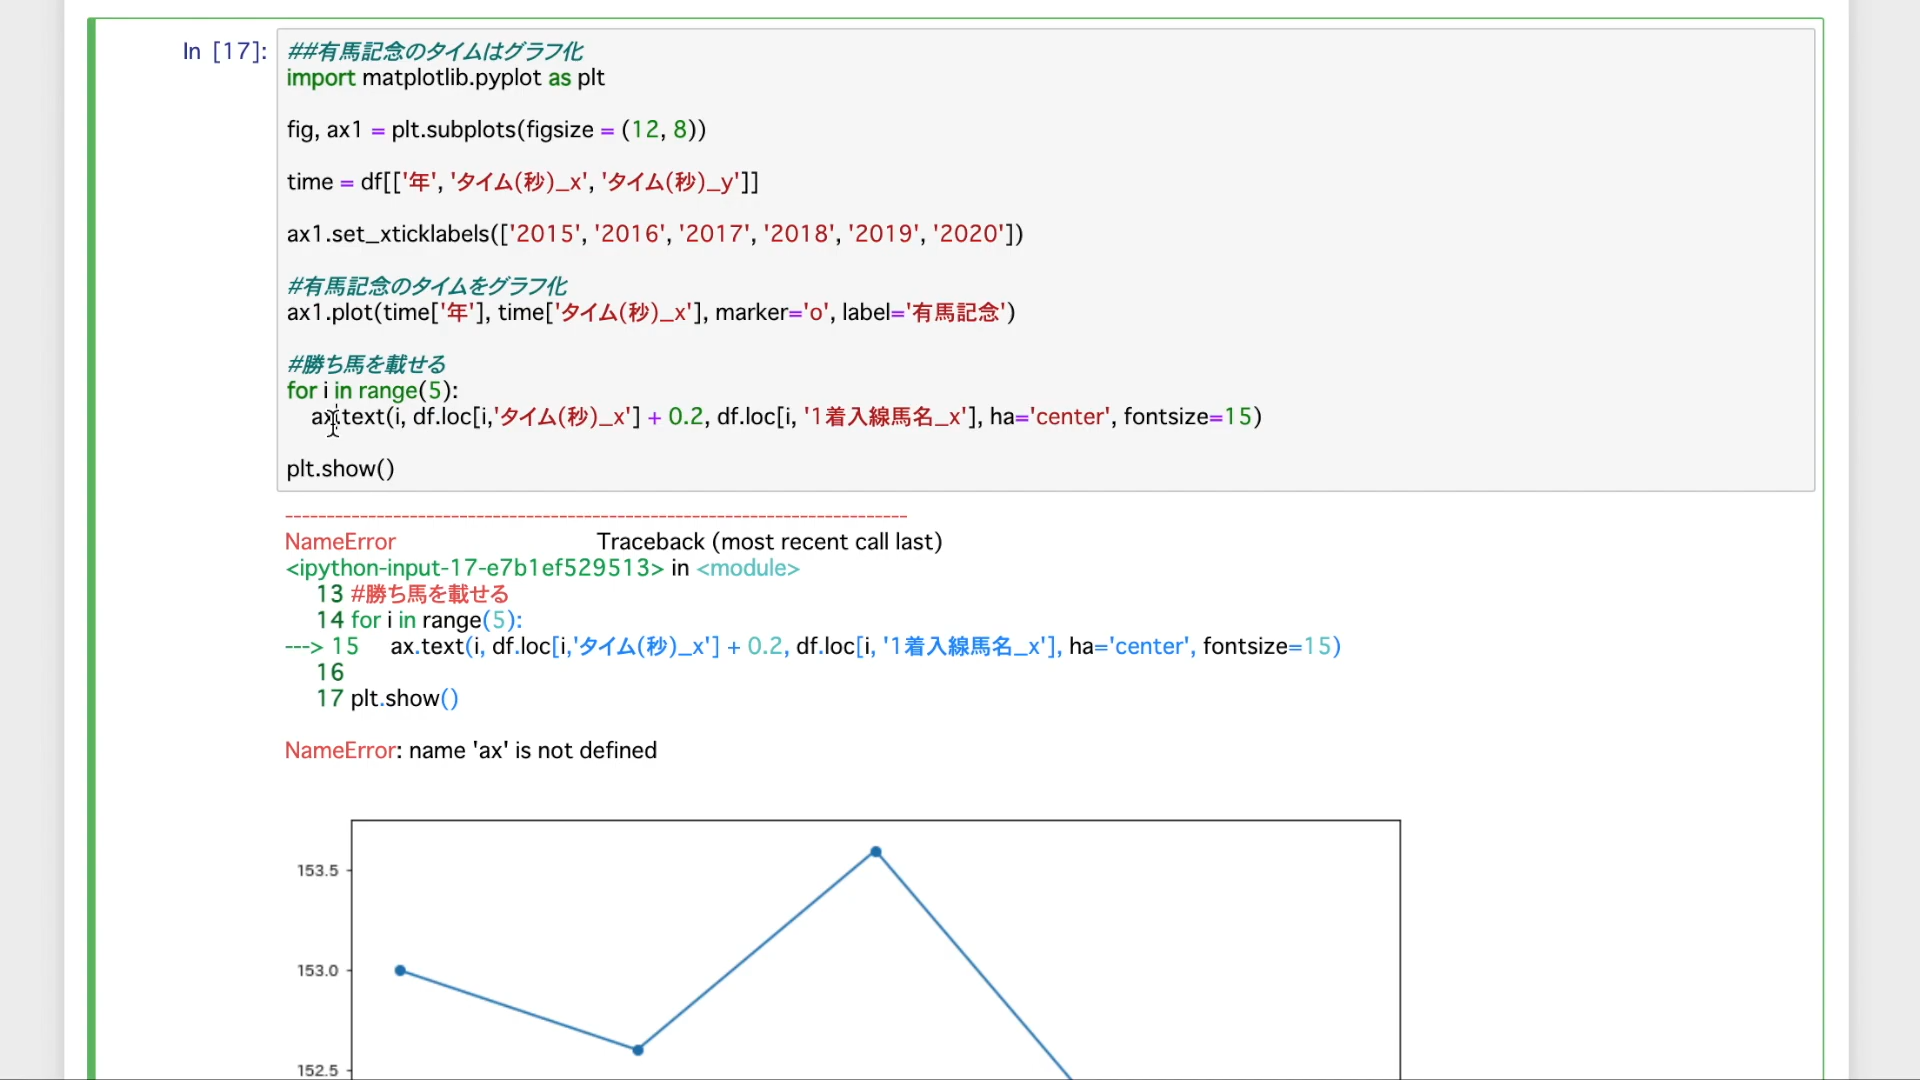 In [17]:
##有馬記念のタイムはグラフ化
import matplotlib.pyplot as plt
fig, ax1 = plt.subplots(figsize = (12, 8))
time = df[['年', 'タイム(秒)_x', 'タイム(秒)_y']]
ax1.set_xticklabels(['2015', '2016', '2017', '2018', '2019', '2020'])
#有馬記念のタイムをグラフ化
ax1.plot(time['年'], time['タイム(秒)_x'], marker='o', label='有馬記念')
#勝ち馬を載せる
for i in range(5):
ax.text(i, df.loc[i,'タイム(秒)_x'] + 0.2, df.loc[i, '1着入線馬名_x'], ha='center', fontsize=15)
plt.show()
---------------------------------------------------------------------------
NameError Traceback (most recent call last)
<ipython-input-17-e7b1ef529513> in <module>
13 #勝ち馬を載せる
14 for i in range(5):
---> 15 ax.text(i, df.loc[i,'タイム(秒)_x'] + 0.2, df.loc[i, '1着入線馬名_x'], ha='center', fontsize=15)
16
17 plt.show()
NameError: name 'ax' is not defined
153.5
153.0
152.5